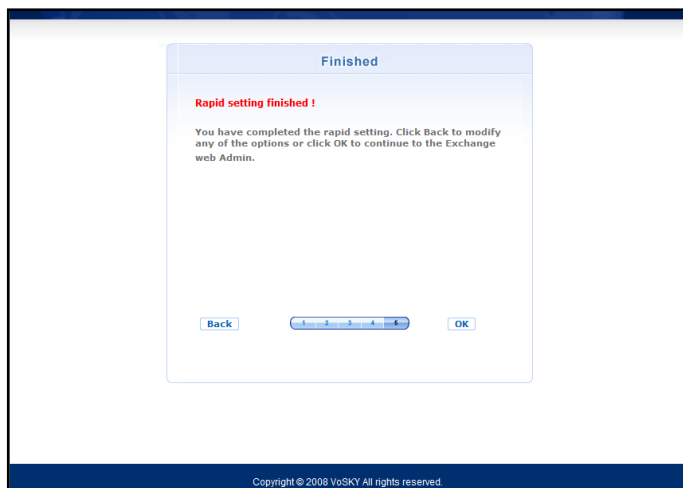 Finished
Rapid setting finished !
You have completed the rapid setting. Click Back to modify
any of the options or click OK to continue to the Exchange
web Admin.
Back 1 2 3 4 5 OK
Copyright © 2008 VoSKY All rights reserved.